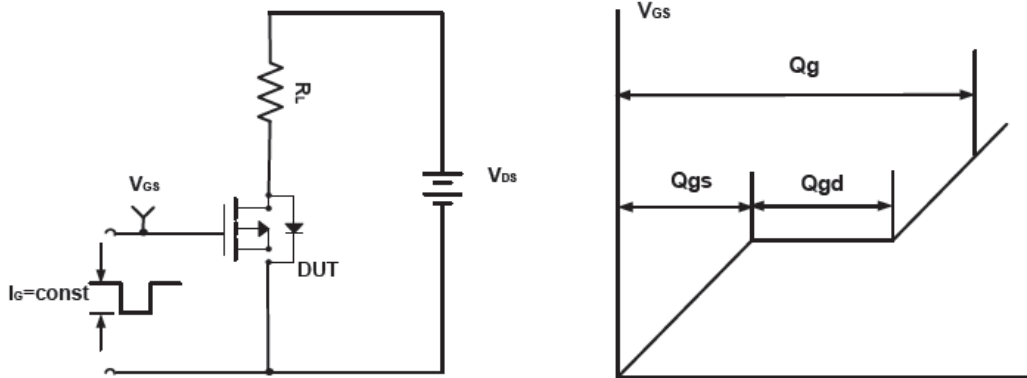 RL
VGS
VDS
DUT
IG=const
VGS
Qg
Qgs
Qgd